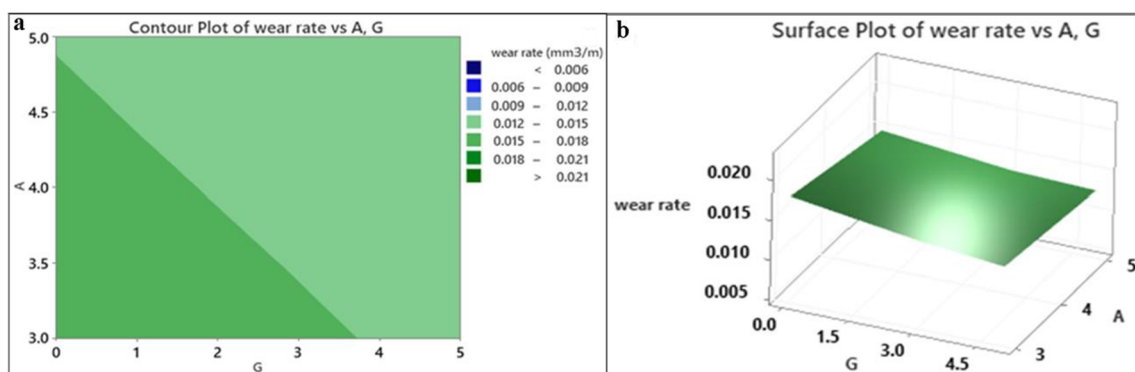 a
Contour Plot of wear rate vs A, G
wear rate (mm3/m)
< 0.006
0.006 – 0.009
0.009 – 0.012
0.012 – 0.015
0.015 – 0.018
0.018 – 0.021
> 0.021
5.0
4.5
4.0
3.5
3.0
A
0 1 2 3 4 5
G
b
Surface Plot of wear rate vs A, G
0.020
0.015
0.010
0.005
wear rate
0.0 1.5 3.0 4.5
G
5
4
3
A